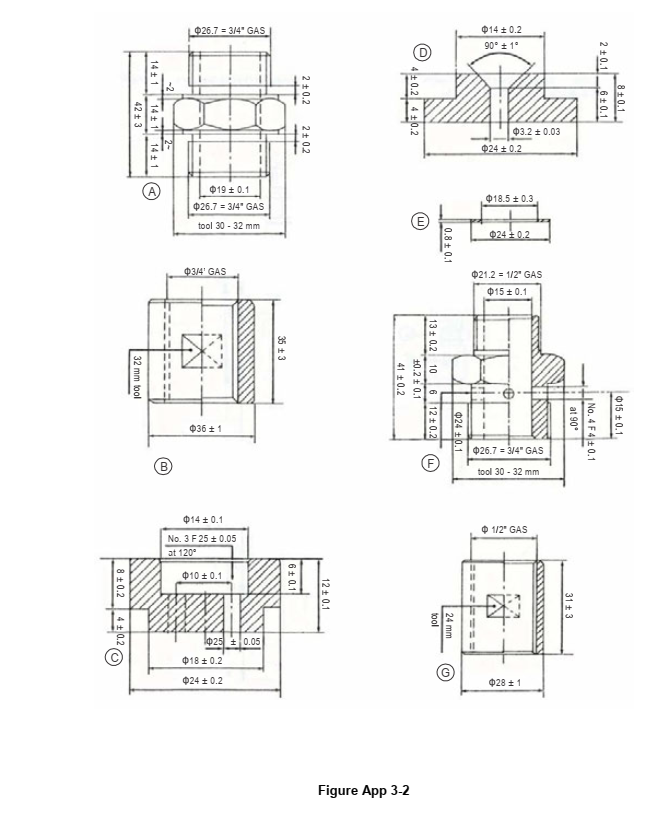 Φ26.7 = 3/4" GAS
14 ± 1
~2
2 ± 0.2
42 ± 3
14 ± 1
14 ± 1
2~
2 ± 0.2
Φ19 ± 0.1
Φ26.7 = 3/4" GAS
tool 30 - 32 mm
A
Φ14 ± 0.2
D
90° ± 1°
2 ± 0.1
4 ± 0.2
4 ± 0.2
6 ± 0.1
8 ± 0.1
Φ3.2 ± 0.03
Φ24 ± 0.2
Φ18.5 ± 0.3
E
Φ24 ± 0.2
0.8 ± 0.1
Φ3/4' GAS
35 ± 3
32 mm tool
Φ36 ± 1
B
Φ21.2 = 1/2" GAS
Φ15 ± 0.1
13 ± 0.2
10
±0.2 ± 0.1
6
12 ± 0.2
41 ± 0.2
Φ24 ± 0.1
No. 4 F 4 ± 0.1
at 90°
Φ15 ± 0.1
Φ26.7 = 3/4" GAS
tool 30 - 32 mm
F
Φ14 ± 0.1
No. 3 F 25 ± 0.05
at 120°
Φ10 ± 0.1
6 ± 0.1
12 ± 0.1
8 ± 0.2
4 ± 0.2
Φ25 ± 0.05
Φ18 ± 0.2
Φ24 ± 0.2
C
Φ 1/2" GAS
31 ± 3
24 mm
tool
Φ28 ± 1
G
Figure App 3-2